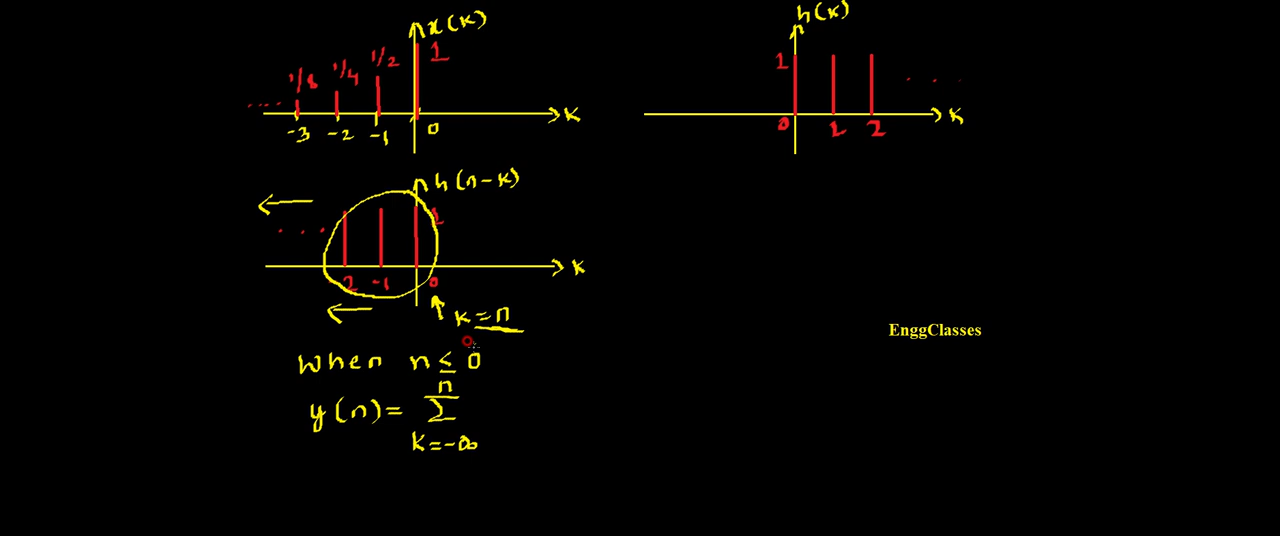 x(k)
1/8 1/4 1/2 1
....
-3 -2 -1 0 K
h(k)
1
. . .
0 1 2 K
h(n-k)
. . . 1
2 -1 0 K
K = n
EnggClasses
When n ≤ 0
y(n) = n Σ K=-∞